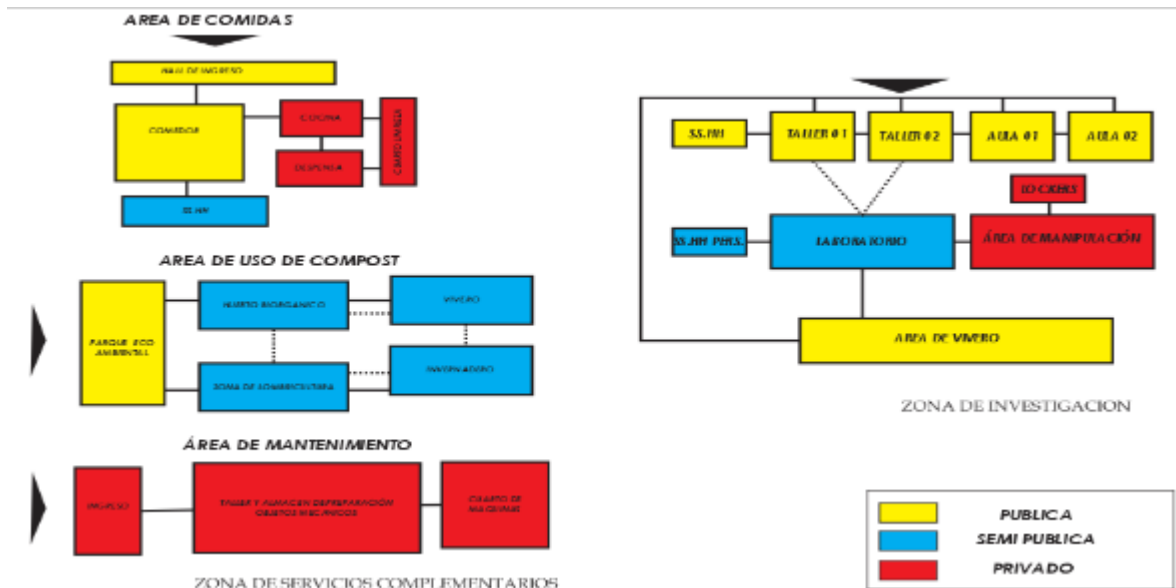 AREA DE COMIDAS
HALL DE INGRESO
COMEDOR
COCINA
DESPENSA
CUARTO LIMPIEZA
SS.HH
AREA DE USO DE COMPOST
PARQUE ECO
AMBIENTAL
HUERTO BIORGANICO
VIVERO
ZONA DE LOMBRICULTURA
INVERNADERO
ÁREA DE MANTENIMIENTO
INGRESO
TALLER Y ALMACEN DE PREPARACIÓN
OBJETOS MECANICOS
CUARTO DE
MAQUINAS
ZONA DE SERVICIOS COMPLEMENTARIOS
SS.HH
TALLER 01
TALLER 02
AULA 01
AULA 02
LOCKERS
SS.HH PERS.
LABORATORIO
ÁREA DE MANIPULACIÓN
AREA DE VIVERO
ZONA DE INVESTIGACION
PUBLICA
SEMI PUBLICA
PRIVADO